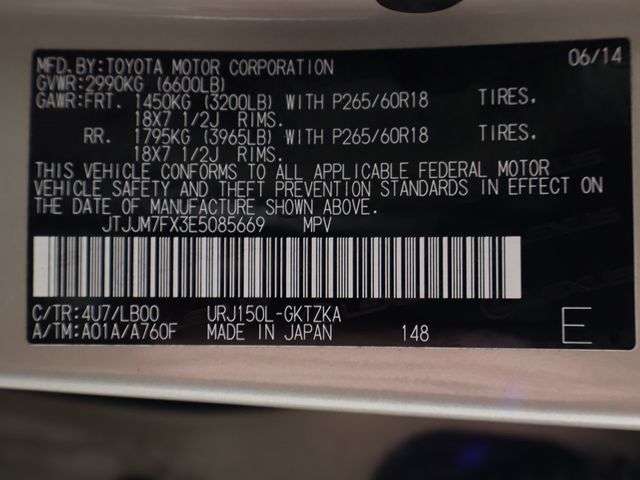 MFD.BY:TOYOTA MOTOR CORPORATION 06/14
GVWR:2990KG (6600LB)
GAWR:FRT. 1450KG (3200LB) WITH P265/60R18 TIRES.
18X7 1/2J RIMS.
RR. 1795KG (3965LB) WITH P265/60R18 TIRES.
18X7 1/2J RIMS.
THIS VEHICLE CONFORMS TO ALL APPLICABLE FEDERAL MOTOR
VEHICLE SAFETY AND THEFT PREVENTION STANDARDS IN EFFECT ON
THE DATE OF MANUFACTURE SHOWN ABOVE.
JTJJM7FX3E5085669 MPV
C/TR:4U7/LB00 URJ150L-GKTZKA
A/TM:A01A/A760F MADE IN JAPAN 148 E